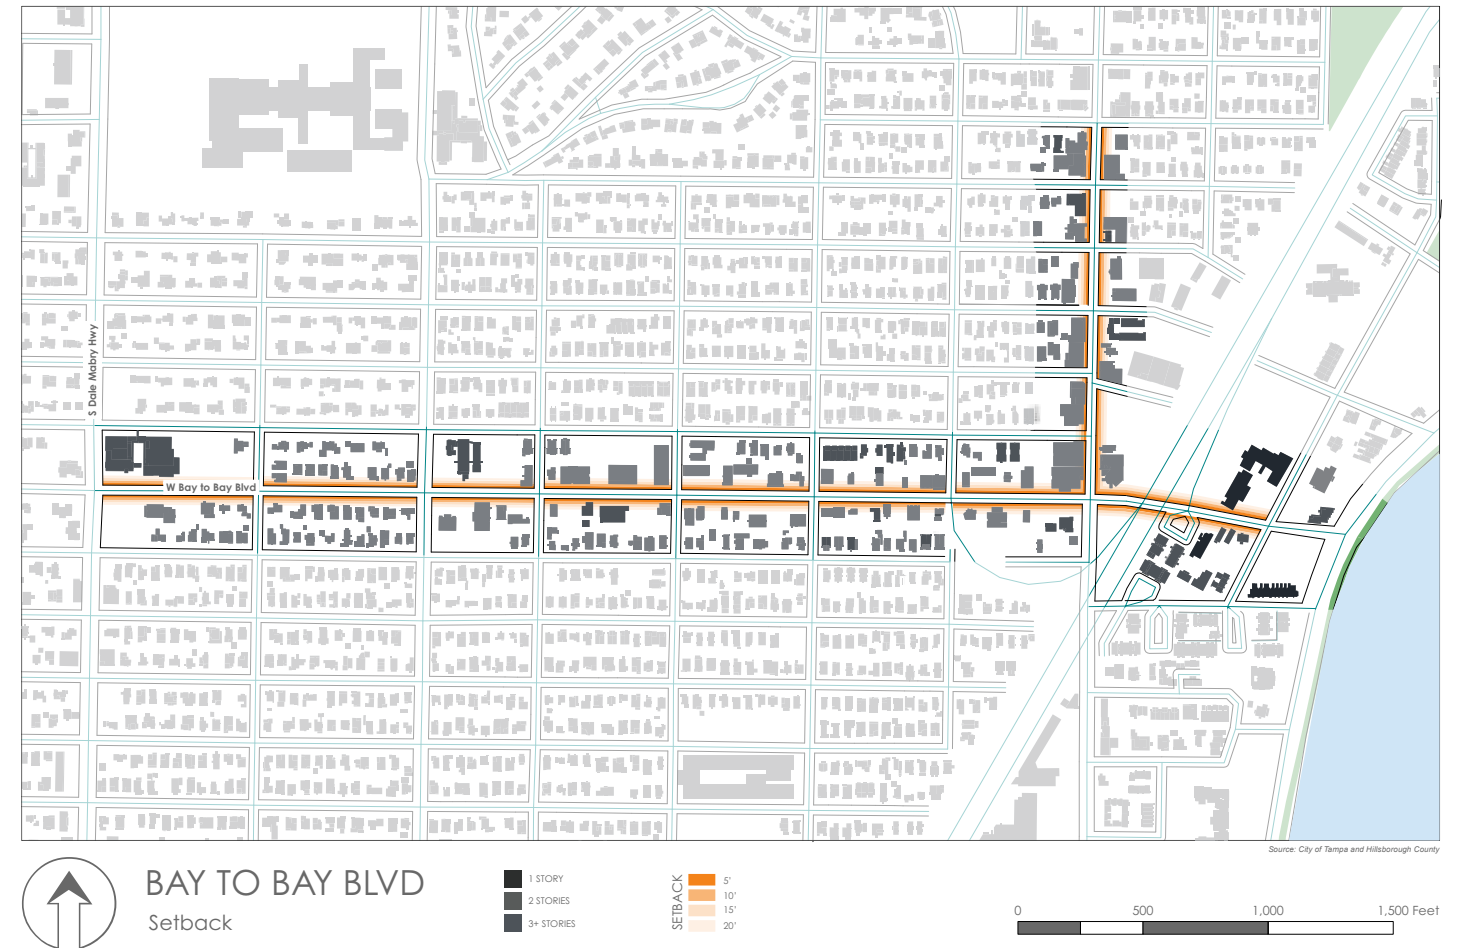 S Dale Mabry Hwy
W Bay to Bay Blvd
Source: City of Tampa and Hillsborough County
BAY TO BAY BLVD
Setback
1 STORY
2 STORIES
3+ STORIES
SETBACK
5'
10'
15'
20'
0 500 1,000 1,500 Feet